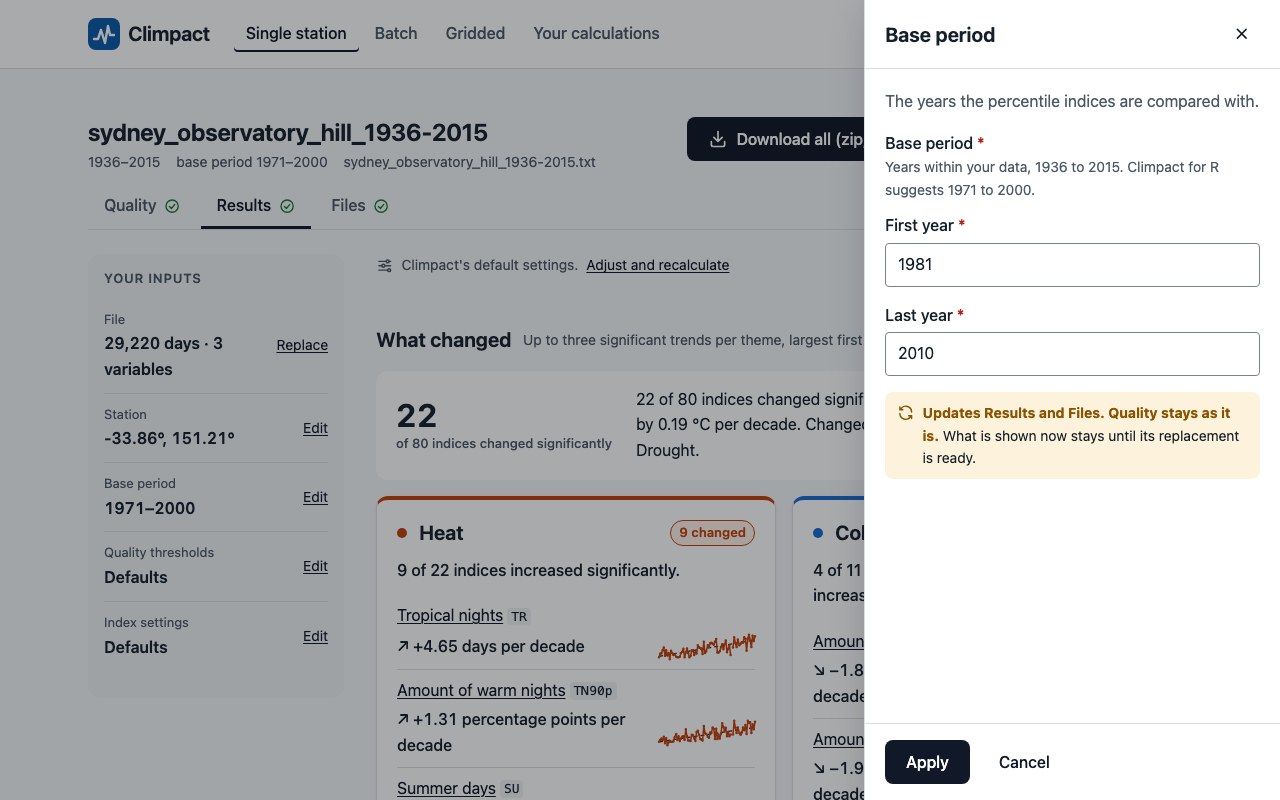 Climpact
Single station
Batch
Gridded
Your calculations
sydney_observatory_hill_1936-2015
1936–2015 base period 1971–2000 sydney_observatory_hill_1936-2015.txt
Download all (zip
Quality
Results
Files
YOUR INPUTS
File
29,220 days · 3
variables
Replace
Station
-33.86°, 151.21°
Edit
Base period
1971–2000
Edit
Quality thresholds
Defaults
Edit
Index settings
Defaults
Edit
Climpact's default settings. Adjust and recalculate
What changed Up to three significant trends per theme, largest first
22
of 80 indices changed significantly
22 of 80 indices changed signif
by 0.19 °C per decade. Changed
Drought.
Heat
9 changed
9 of 22 indices increased significantly.
Tropical nights TR
↗ +4.65 days per decade
Amount of warm nights TN90p
↗ +1.31 percentage points per
decade
Summer days SU
Col
4 of 11
increas
Amoun
↘ −1.8
decade
Amoun
↘ −1.9
decade
Base period
The years the percentile indices are compared with.
Base period *
Years within your data, 1936 to 2015. Climpact for R
suggests 1971 to 2000.
First year *
1981
Last year *
2010
Updates Results and Files. Quality stays as it
is. What is shown now stays until its replacement
is ready.
Apply
Cancel